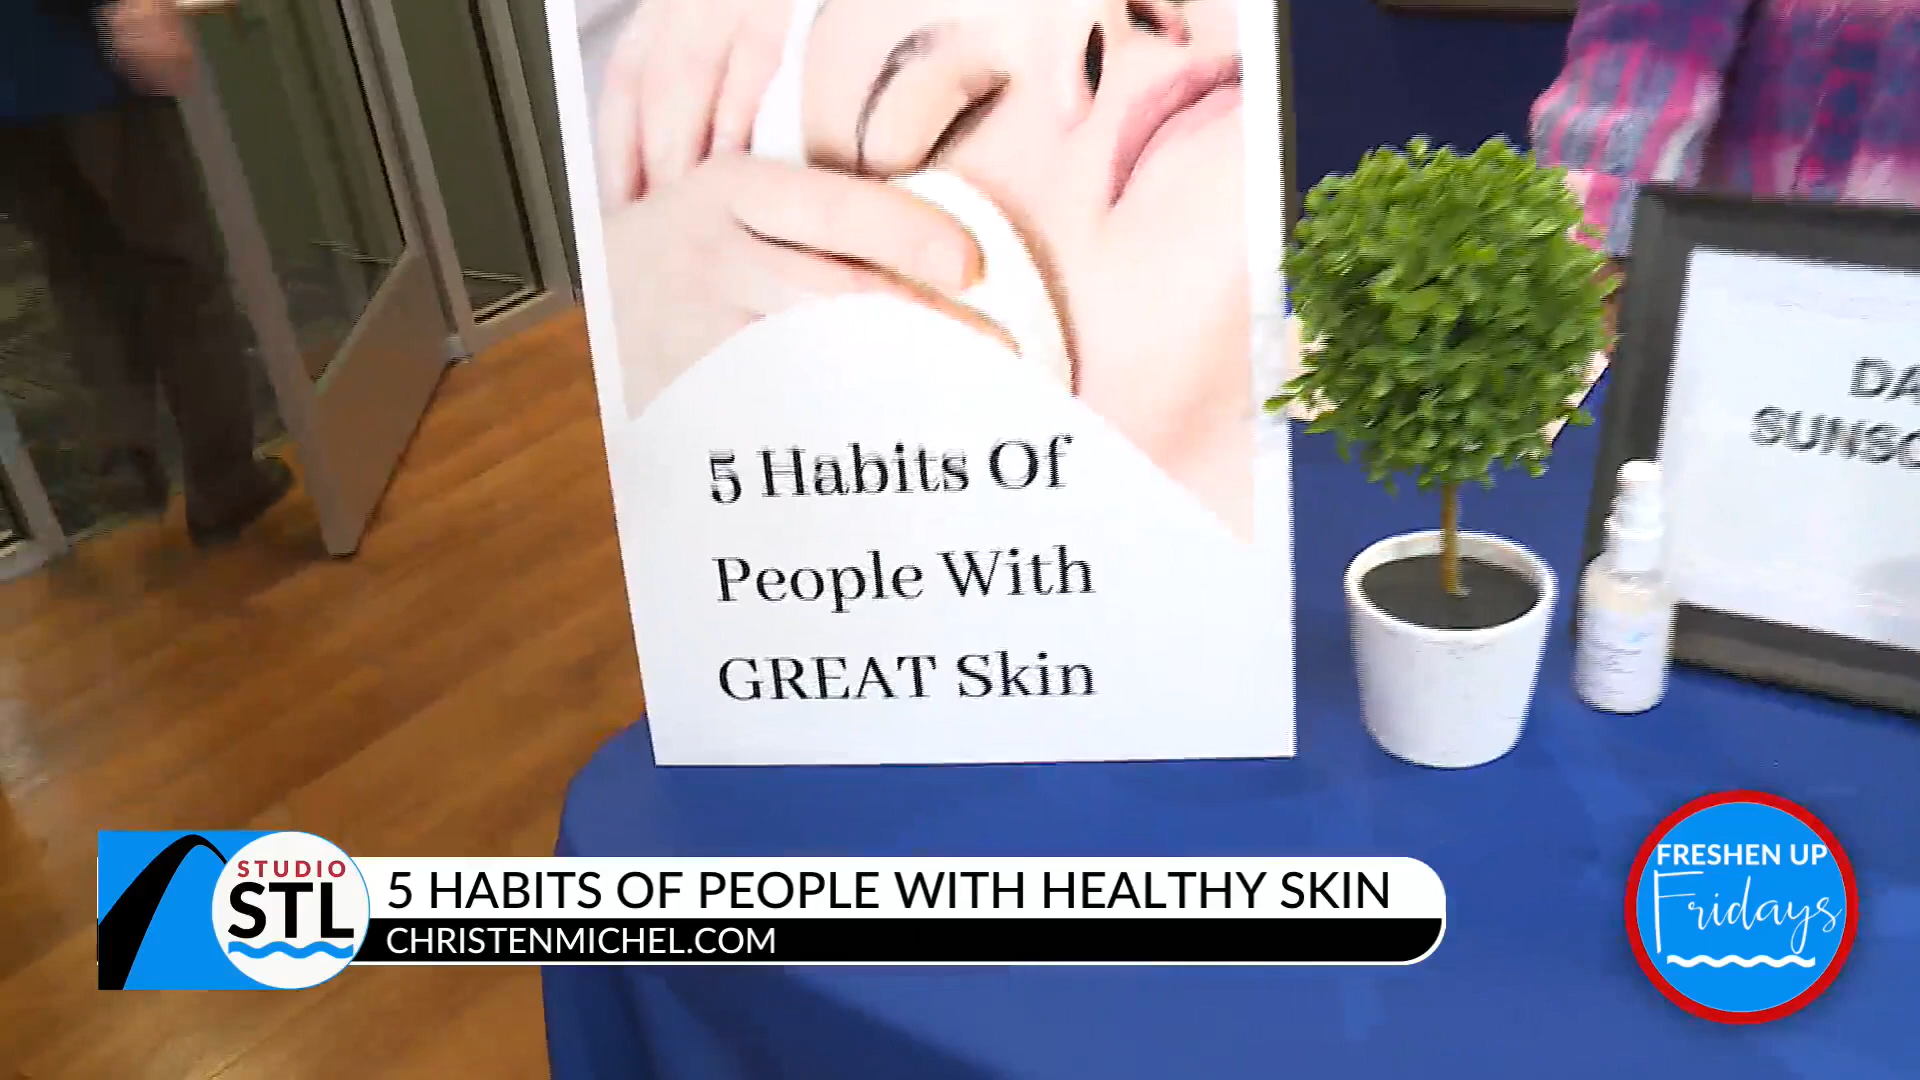 5 Habits Of
People With
GREAT Skin
STUDIO
STL
5 HABITS OF PEOPLE WITH HEALTHY SKIN
CHRISTENMICHEL.COM
FRESHEN UP
Fridays